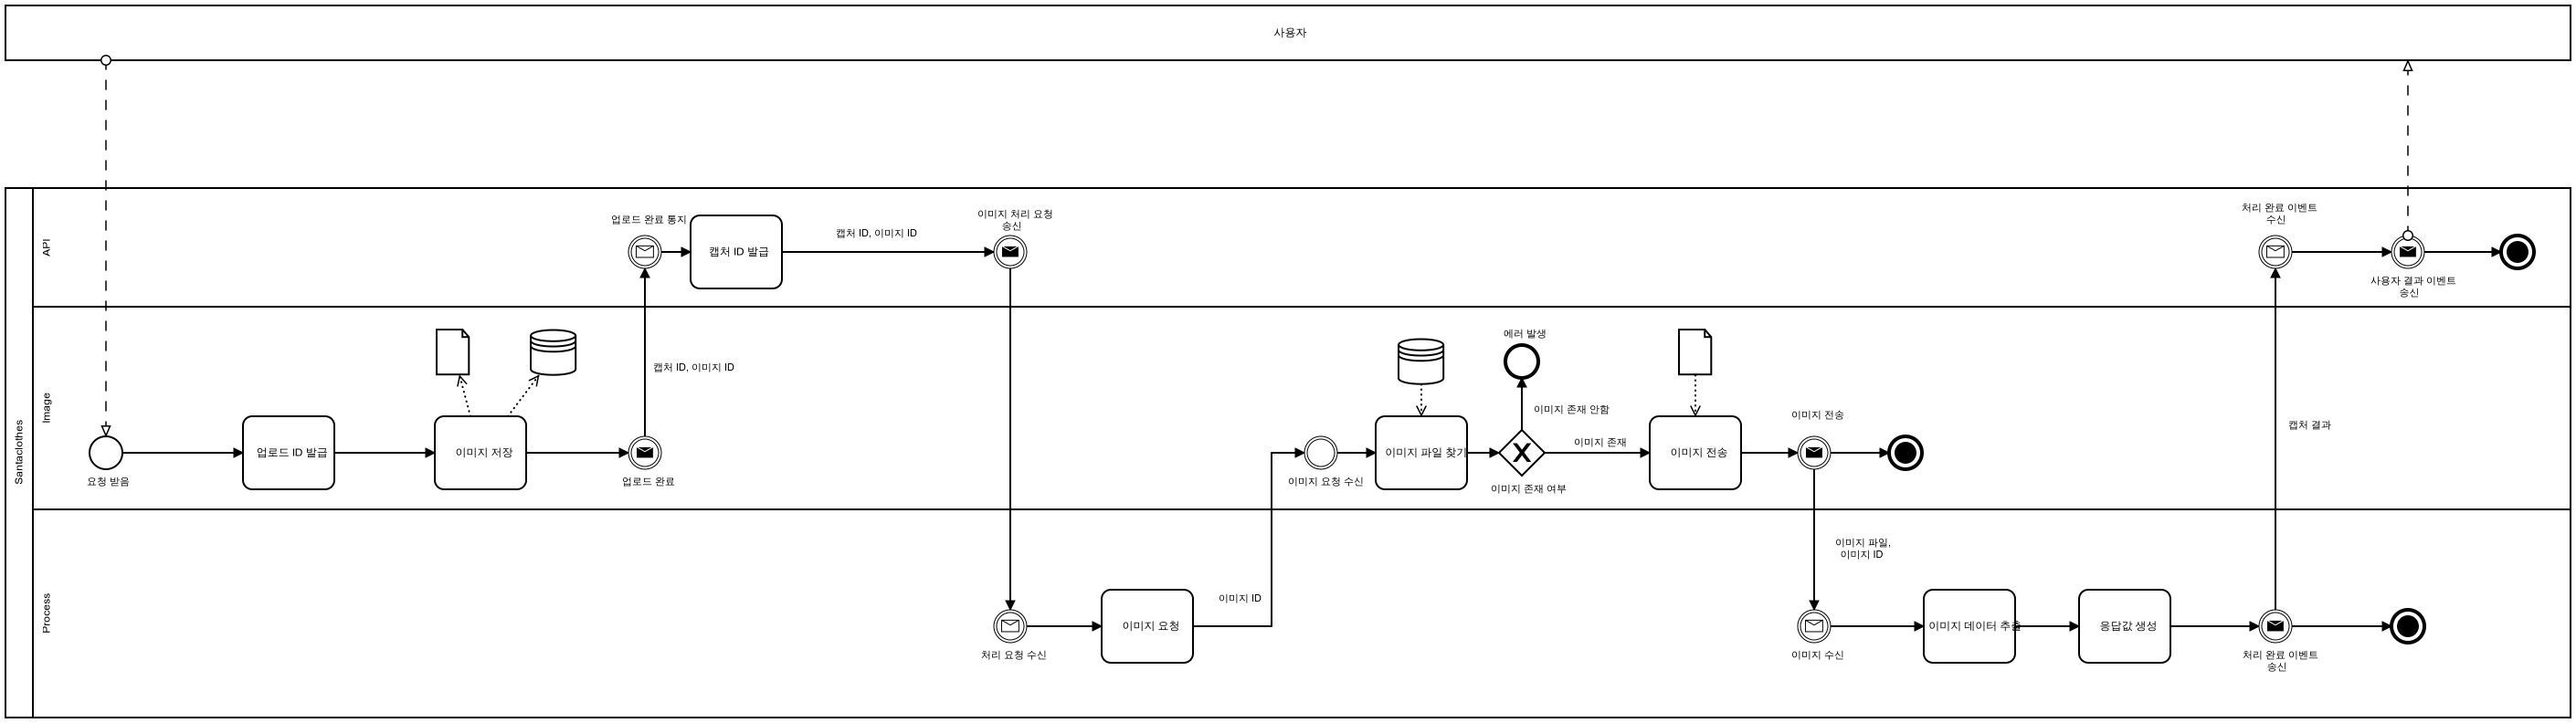 사용자
Santaclothes
API
업로드 완료 통지
캡처 ID 발급
캡처 ID, 이미지 ID
이미지 처리 요청
송신
처리 완료 이벤트
수신
사용자 결과 이벤트
송신
Image
요청 받음
업로드 ID 발급
이미지 저장
업로드 완료
캡처 ID, 이미지 ID
이미지 요청 수신
이미지 파일 찾기
에러 발생
이미지 존재 안함
이미지 존재
이미지 존재 여부
이미지 전송
이미지 전송
캡처 결과
Process
처리 요청 수신
이미지 요청
이미지 ID
이미지 파일,
이미지 ID
이미지 수신
이미지 데이터 추출
응답값 생성
처리 완료 이벤트
송신